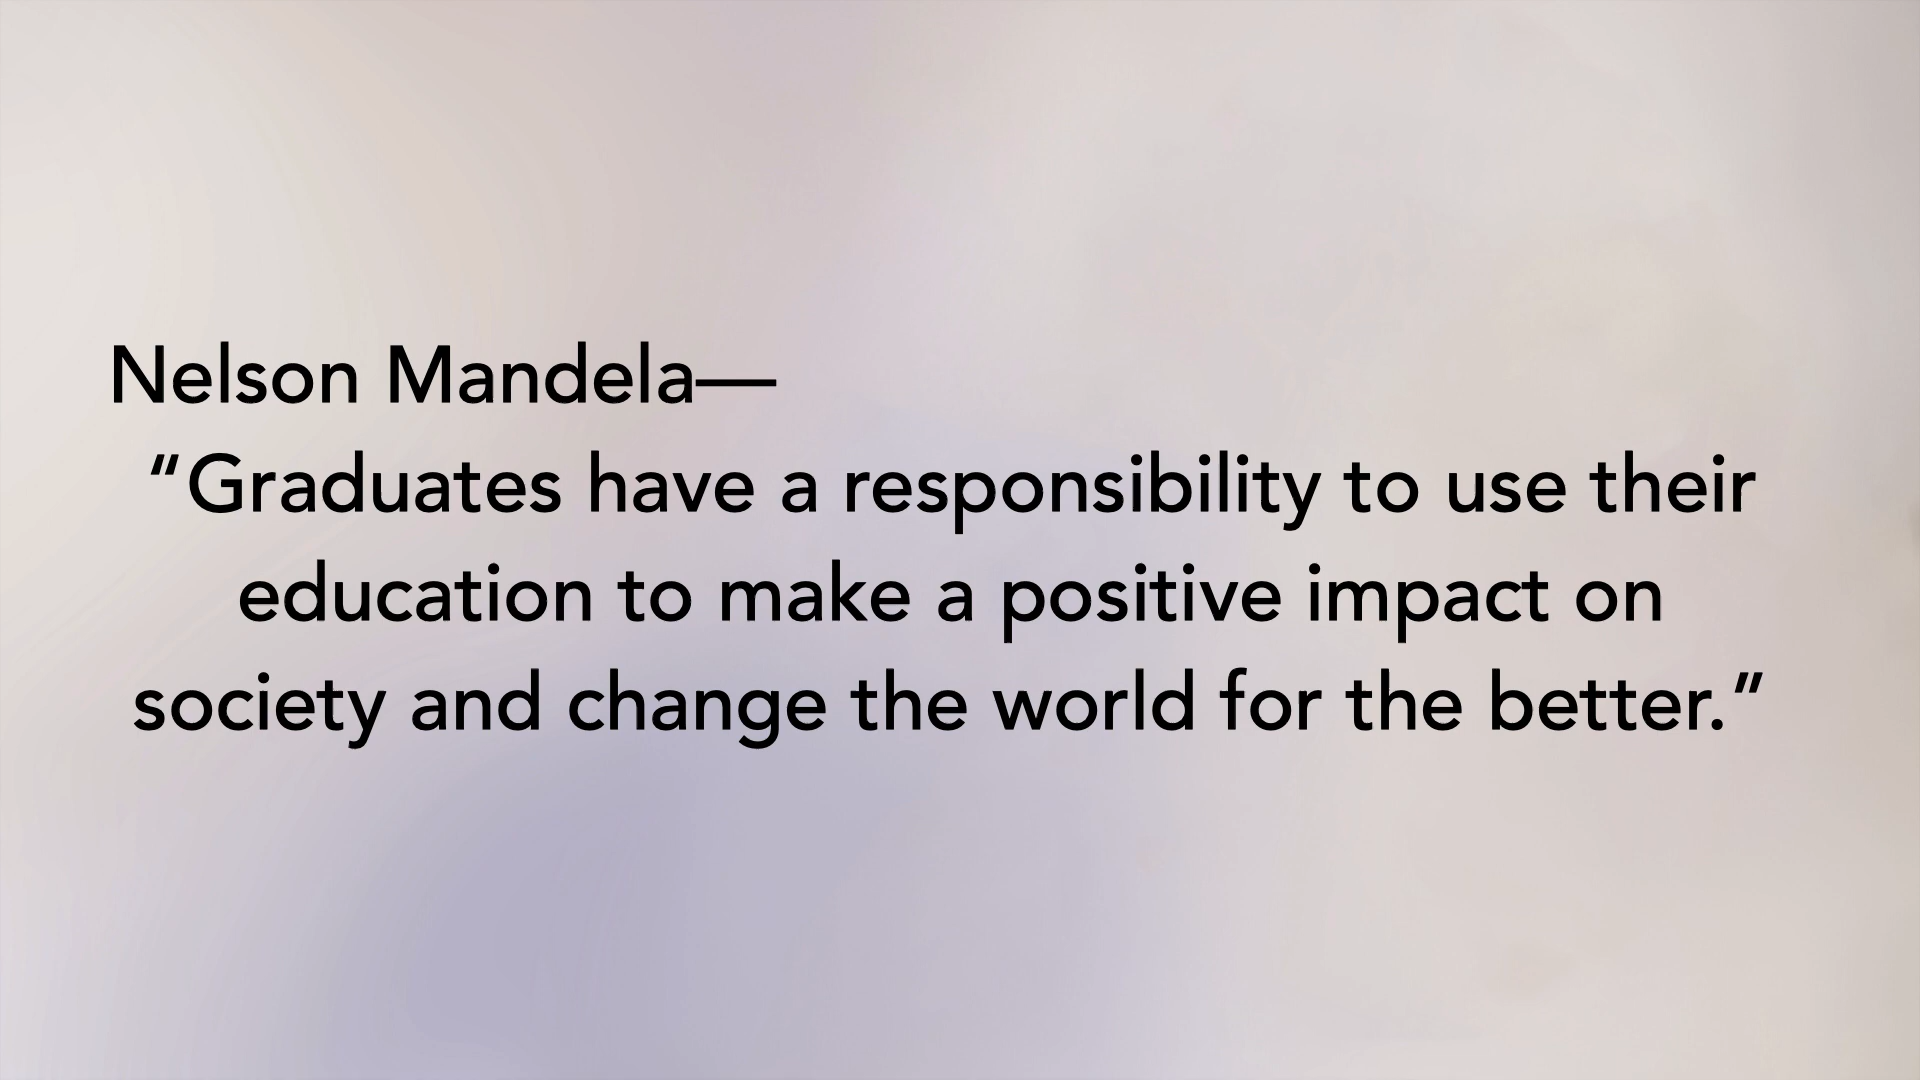 Nelson Mandela—
“Graduates have a responsibility to use their
education to make a positive impact on
society and change the world for the better.”